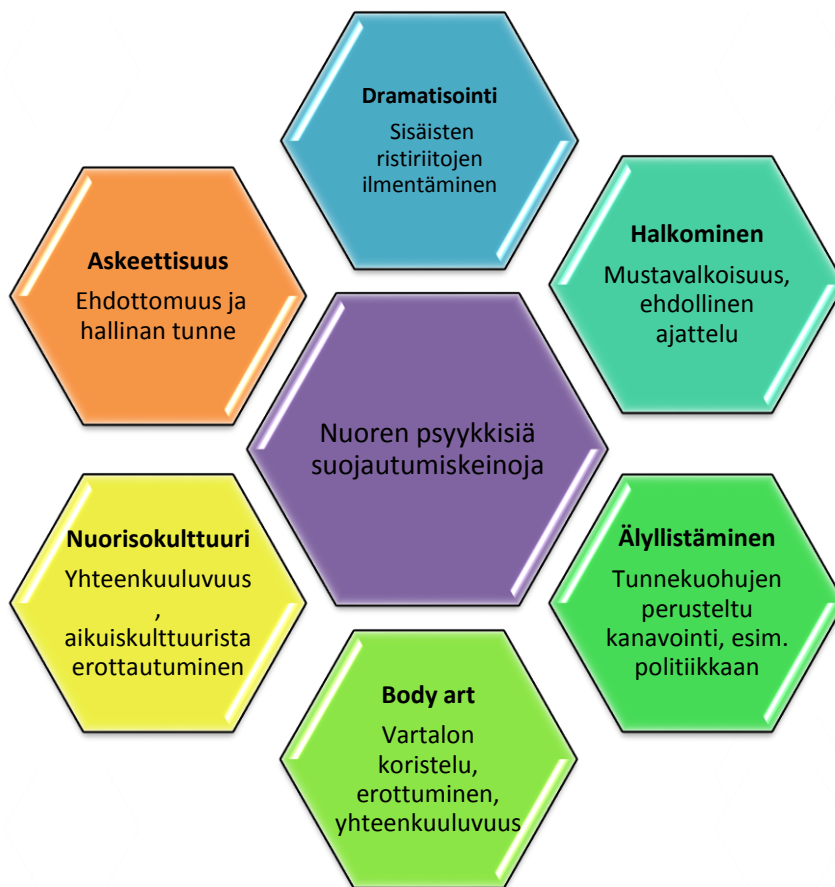 Dramatisointi
Sisäisten
ristiriitojen
ilmentäminen
Askeettisuus
Ehdottomuus ja
hallinan tunne
Halkominen
Mustavalkoisuus,
ehdollinen
ajattelu
Nuoren psyykkisiä
suojautumiskeinoja
Nuorisokulttuuri
Yhteenkuuluvuus
,
aikuiskulttuurista
erottautuminen
Älyllistäminen
Tunnekuohujen
perusteltu
kanavointi, esim.
politiikkaan
Body art
Vartalon
koristelu,
erottuminen,
yhteenkuuluvuus